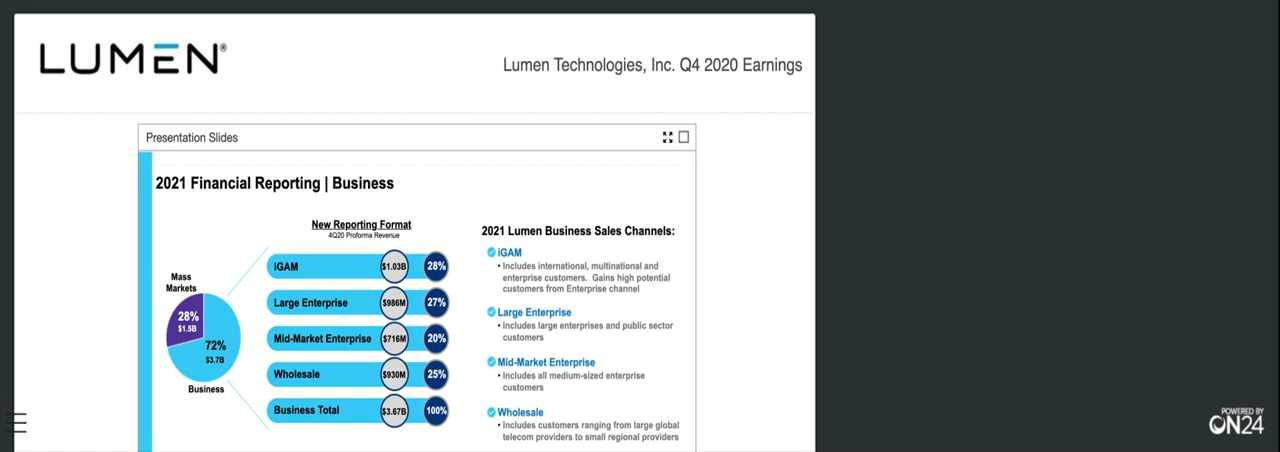 LUMEN®
Lumen Technologies, Inc. Q4 2020 Earnings
Presentation Slides
2021 Financial Reporting | Business
New Reporting Format
4Q20 Proforma Revenue
Mass
Markets
28%
$1.5B
72%
$3.7B
Business
iGAM $1.03B 28%
Large Enterprise $986M 27%
Mid-Market Enterprise $716M 20%
Wholesale $930M 25%
Business Total $3.67B 100%
2021 Lumen Business Sales Channels:
iGAM
• Includes international, multinational and
enterprise customers. Gains high potential
customers from Enterprise channel
Large Enterprise
• Includes large enterprises and public sector
customers
Mid-Market Enterprise
• Includes all medium-sized enterprise
customers
Wholesale
• Includes customers ranging from large global
telecom providers to small regional providers
POWERED BY
ON24